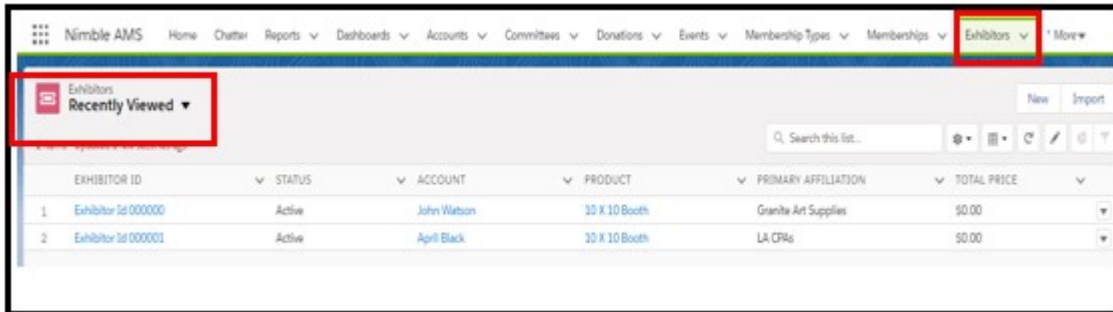 Nimble AMS Home Chatter Reports Dashboards Accounts Committees Donations Events Membership Types Memberships Exhibitors * More
Exhibitors
Recently Viewed
New Import
Search this list...
EXHIBITOR ID STATUS ACCOUNT PRODUCT PRIMARY AFFILIATION TOTAL PRICE
1 Exhibitor Id 000000 Active John Watson 10 X 10 Booth Granite Art Supplies $0.00
2 Exhibitor Id 000001 Active April Black 10 X 10 Booth LA CPAs $0.00